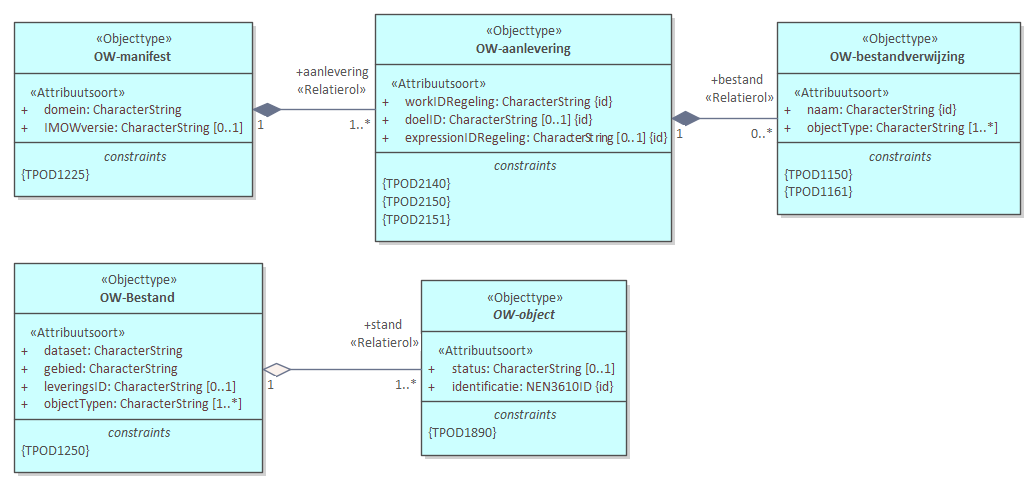 «Objecttype»
OW-manifest
«Attribuutsoort»
+ domein: CharacterString
+ IMOWversie: CharacterString [0..1]
constraints
{TPOD1225}
+aanlevering
«Relatierol»
1
1..*
«Objecttype»
OW-aanlevering
«Attribuutsoort»
+ workIDRegeling: CharacterString {id}
+ doelID: CharacterString [0..1] {id}
+ expressionIDRegeling: CharacterString [0..1] {id}
constraints
{TPOD2140}
{TPOD2150}
{TPOD2151}
+bestand
«Relatierol»
1
0..*
«Objecttype»
OW-bestandverwijzing
«Attribuutsoort»
+ naam: CharacterString {id}
+ objectType: CharacterString [1..*]
constraints
{TPOD1150}
{TPOD1161}
«Objecttype»
OW-Bestand
«Attribuutsoort»
+ dataset: CharacterString
+ gebied: CharacterString
+ leveringsID: CharacterString [0..1]
+ objectTypen: CharacterString [1..*]
constraints
{TPOD1250}
+stand
«Relatierol»
1
1..*
«Objecttype»
OW-object
«Attribuutsoort»
+ status: CharacterString [0..1]
+ identificatie: NEN3610ID {id}
constraints
{TPOD1890}